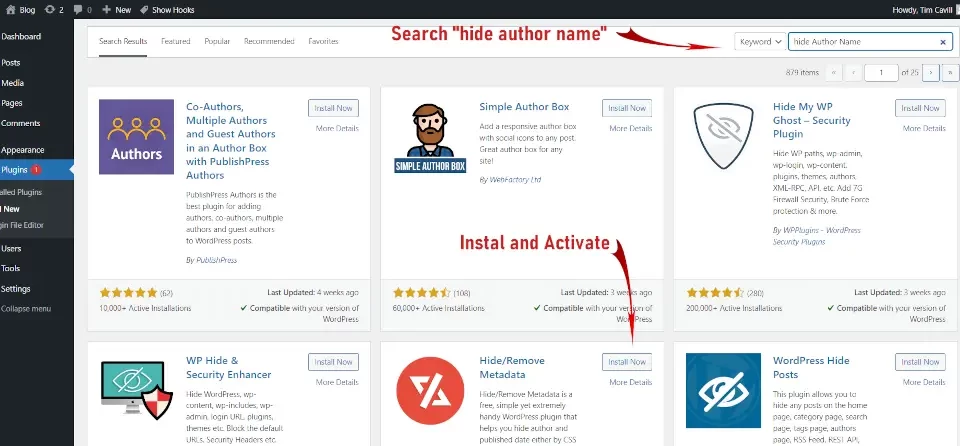 Blog
2
0
New
Show Hooks
Howdy, Tim Cavill
Dashboard
Posts
Media
Pages
Comments
Appearance
Plugins 1
alled Plugins
New
gin File Editor
Users
Tools
Settings
Collapse menu
Search Results
Featured
Popular
Recommended
Favorites
Search "hide author name"
Keyword
hide Author Name
879 items
«
‹
1
of 25
›
»
Authors
Co-Authors,
Multiple Authors
and Guest Authors
in an Author Box
with PublishPress
Authors
Install Now
More Details
PublishPress Authors is the
best plugin for adding
authors, co-authors, multiple
authors and guest authors
to WordPress posts.
By PublishPress
(62)
10,000+ Active Installations
Last Updated: 4 weeks ago
Compatible with your version of
WordPress
SIMPLE AUTHOR BOX
Simple Author Box
Install Now
More Details
Add a responsive author box
with social icons to any post.
Great author box for any
site!
By WebFactory Ltd
Instal and Activate
(108)
60,000+ Active Installations
Last Updated: 3 weeks ago
Compatible with your version of
WordPress
Hide My WP
Ghost – Security
Plugin
Install Now
More Details
Hide WP paths, wp-admin,
wp-login, wp-content,
plugins, themes, authors,
XML-RPC, API, etc. Add 7G
Firewall Security, Brute Force
protection & more.
By WPPlugins – WordPress
Security Plugins
(280)
200,000+ Active Installations
Last Updated: 3 weeks ago
Compatible with your version of
WordPress
WP Hide &
Security Enhancer
Install Now
More Details
Hide WordPress, wp-
content, wp-includes, wp-
admin, login URL, plugins,
themes etc. Block the default
URLs. Security Headers etc.
Hide/Remove
Metadata
Install Now
More Details
Hide/Remove Metadata is a
free, simple yet extremely
handy WordPress plugin that
helps you hide author and
published date either by CSS
WordPress Hide
Posts
Install Now
More Details
This plugin allows you to
hide any posts on the home
page, category page, search
page, tags page, authors
page, RSS Feed, REST API,